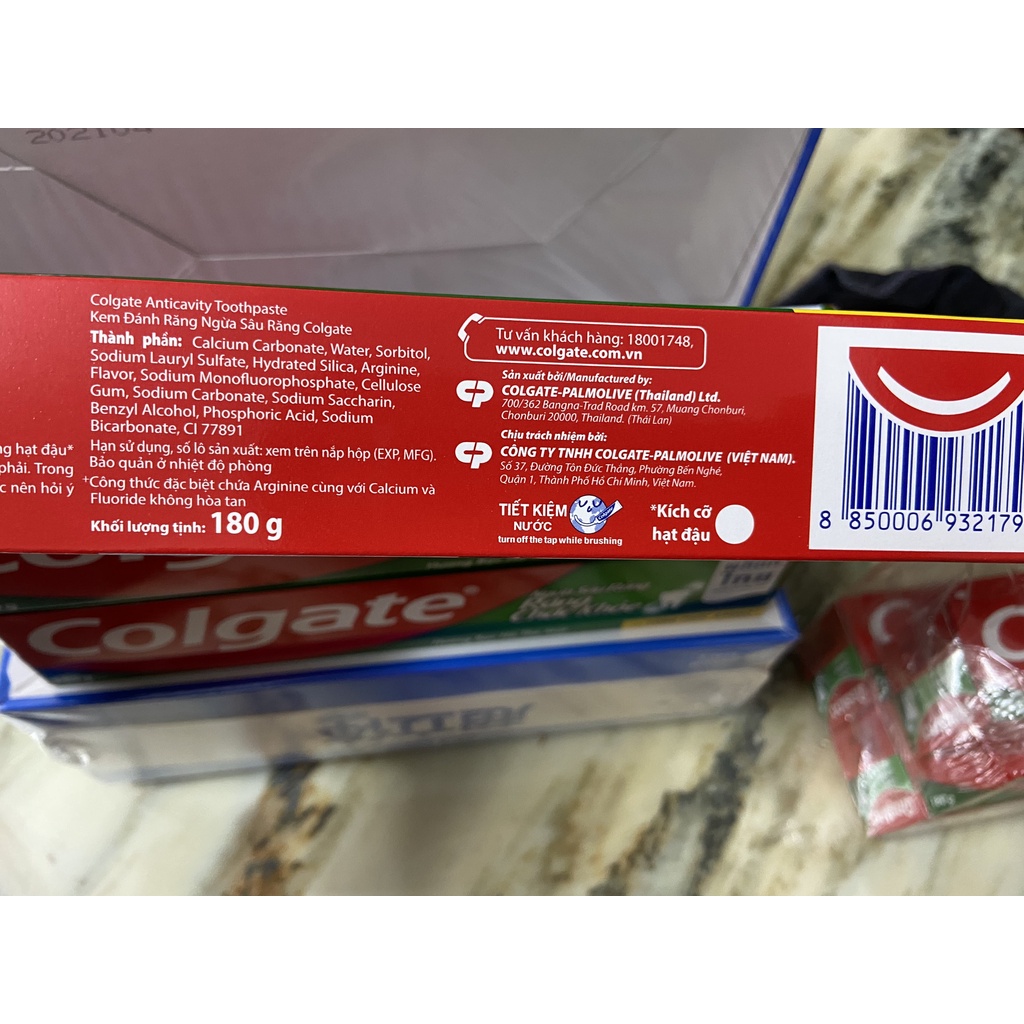 Colgate Anticavity Toothpaste
Kem Đánh Răng Ngừa Sâu Răng Colgate
Thành phần: Calcium Carbonate, Water, Sorbitol,
Sodium Lauryl Sulfate, Hydrated Silica, Arginine,
Flavor, Sodium Monofluorophosphate, Cellulose
Gum, Sodium Carbonate, Sodium Saccharin,
Benzyl Alcohol, Phosphoric Acid, Sodium
Bicarbonate, CI 77891
Hạn sử dụng, số lô sản xuất: xem trên nắp hộp (EXP, MFG).
Bảo quản ở nhiệt độ phòng
+Công thức đặc biệt chứa Arginine cùng với Calcium và
Fluoride không hòa tan
Khối lượng tịnh: 180 g
hạt đậu*
phải. Trong
nên hỏi ý
Tư vấn khách hàng: 18001748,
www.colgate.com.vn
Sản xuất bởi/Manufactured by:
COLGATE-PALMOLIVE (Thailand) Ltd.
700/362 Bangna-Trad Road km. 57, Muang Chonburi,
Chonburi 20000, Thailand. (Thái Lan)
Chịu trách nhiệm bởi:
CÔNG TY TNHH COLGATE-PALMOLIVE (VIỆT NAM).
Số 37, Đường Tôn Đức Thắng, Phường Bến Nghé,
Quận 1, Thành Phố Hồ Chí Minh, Việt Nam.
TIẾT KIỆM
NƯỚC
turn off the tap while brushing
*Kích cỡ
hạt đậu
8 850006 932179
Colgate